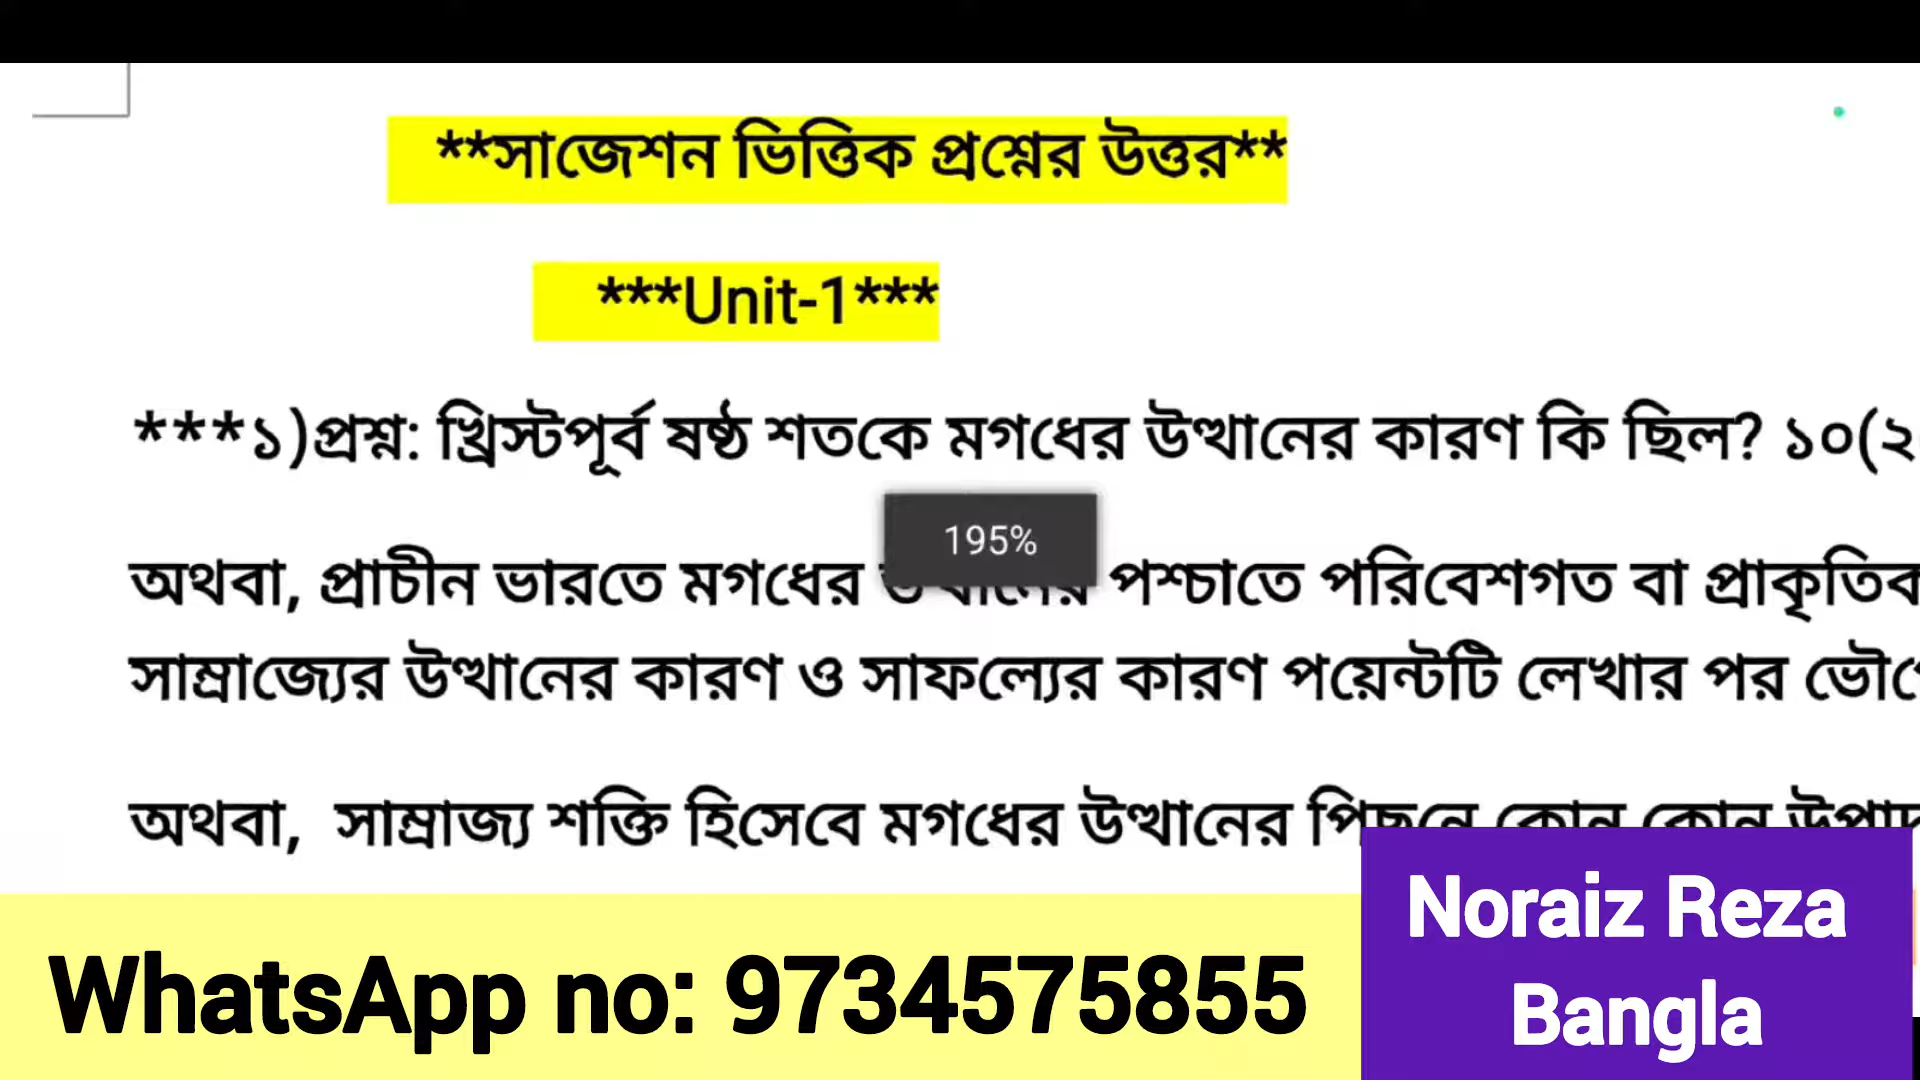 **সাজেশন ভিত্তিক প্রশ্নের উত্তর**
***Unit-1***
***১)প্রশ্ন: খ্রিস্টপূর্ব ষষ্ঠ শতকে মগধের উত্থানের কারণ কি ছিল? ১০(২
195%
অথবা, প্রাচীন ভারতে মগধের পশ্চাতে পরিবেশগত বা
সাম্রাজ্যের উত্থানের কারণ ও সাফল্যের কারণ পয়েন্টটি লেখার পর
অথবা, সাম্রাজ্য শক্তি হিসেবে মগধের উত্থানের পিছনে কোন কোন
WhatsApp no: 9734575855
Noraiz Reza
Bangla